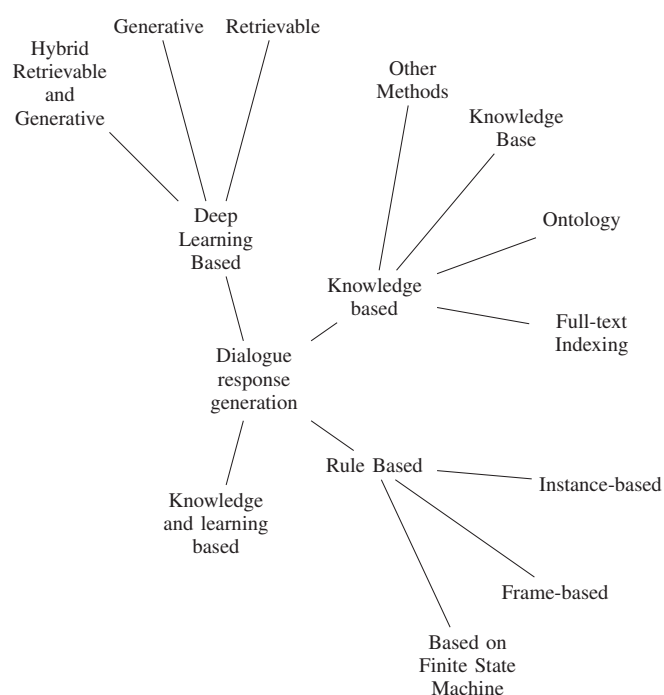 Generative
Retrievable
Hybrid
Retrievable
and
Generative
Other
Methods
Knowledge
Base
Deep
Learning
Based
Ontology
Knowledge
based
Full-text
Indexing
Dialogue
response
generation
Rule Based
Instance-based
Knowledge
and learning
based
Frame-based
Based on
Finite State
Machine